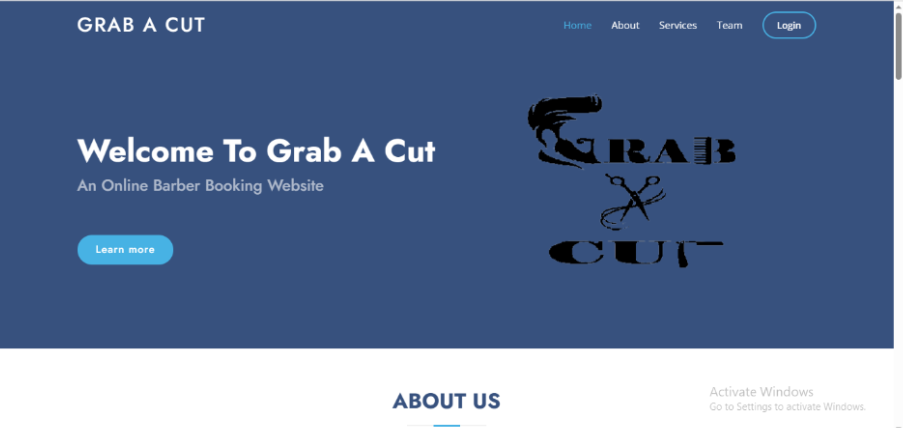 GRAB A CUT
Home About Services Team Login
Welcome To Grab A Cut
An Online Barber Booking Website
Learn more
GRAB
CUT
ABOUT US
Activate Windows
Go to Settings to activate Windows.